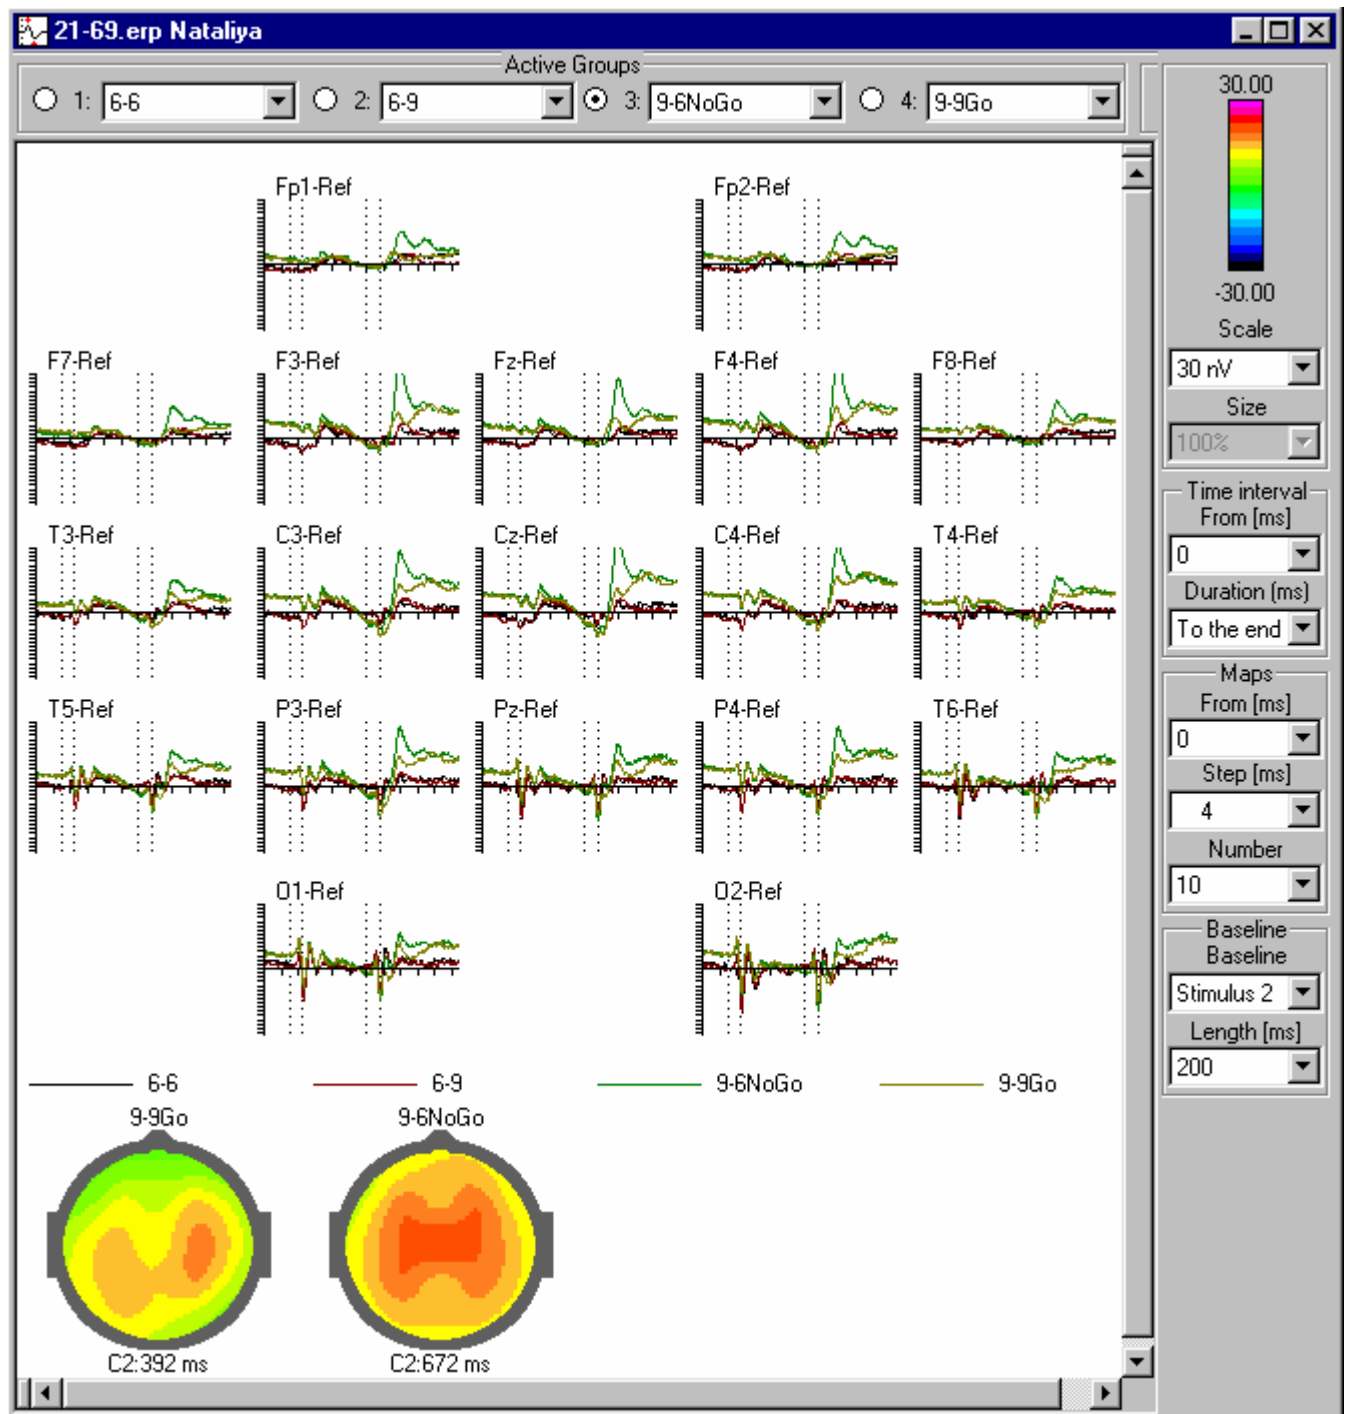 21-69.erp Nataliya
Active Groups
1: 6-6 2: 6-9 3: 9-6NoGo 4: 9-9Go
30.00
-30.00
Scale
30 nV
Size
100%
Time interval
From [ms]
0
Duration (ms)
To the end
Maps
From [ms]
0
Step [ms]
4
Number
10
Baseline
Baseline
Stimulus 2
Length [ms]
200
Fp1-Ref Fp2-Ref
F7-Ref F3-Ref Fz-Ref F4-Ref F8-Ref
T3-Ref C3-Ref Cz-Ref C4-Ref T4-Ref
T5-Ref P3-Ref Pz-Ref P4-Ref T6-Ref
O1-Ref O2-Ref
6-6 6-9 9-6NoGo 9-9Go
9-9Go 9-6NoGo
C2:392 ms C2:672 ms